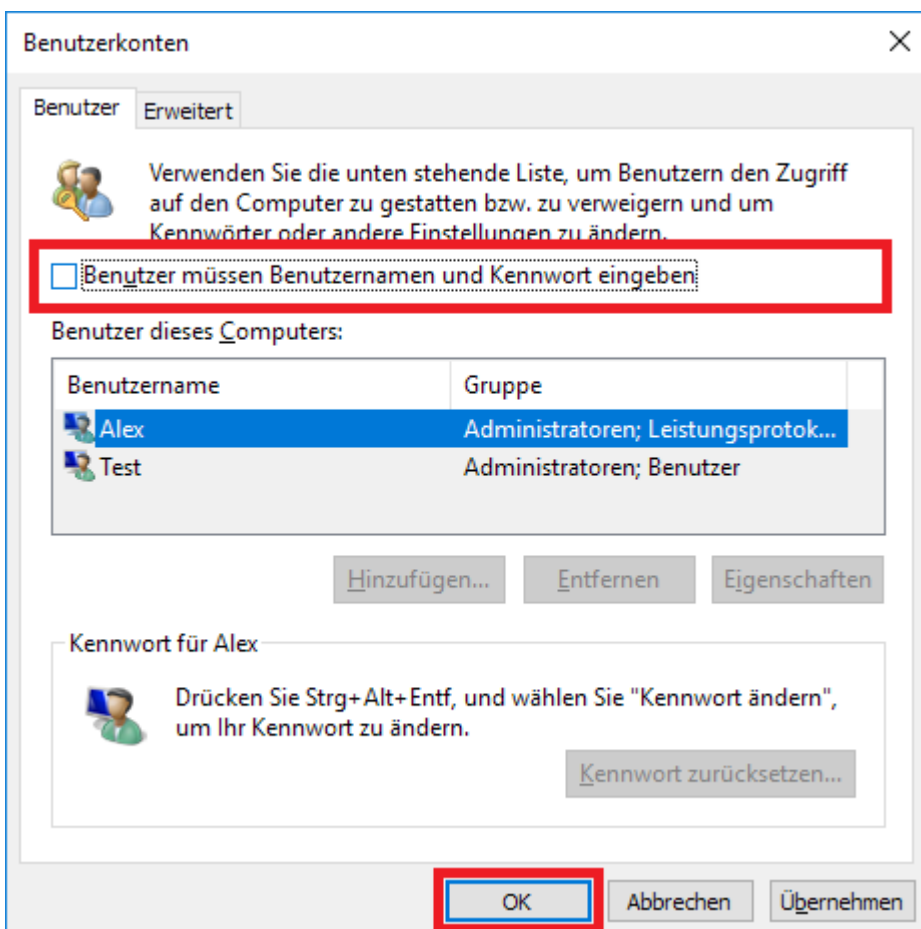 Benutzerkonten
Benutzer
Erweitert
Verwenden Sie die unten stehende Liste, um Benutzern den Zugriff
auf den Computer zu gestatten bzw. zu verweigern und um
Kennwörter oder andere Einstellungen zu ändern.
Benutzer müssen Benutzernamen und Kennwort eingeben
Benutzer dieses Computers:
Benutzername Gruppe
Alex Administratoren; Leistungsprotok...
Test Administratoren; Benutzer
Hinzufügen... Entfernen Eigenschaften
Kennwort für Alex
Drücken Sie Strg+Alt+Entf, und wählen Sie "Kennwort ändern",
um Ihr Kennwort zu ändern.
Kennwort zurücksetzen...
OK Abbrechen Übernehmen